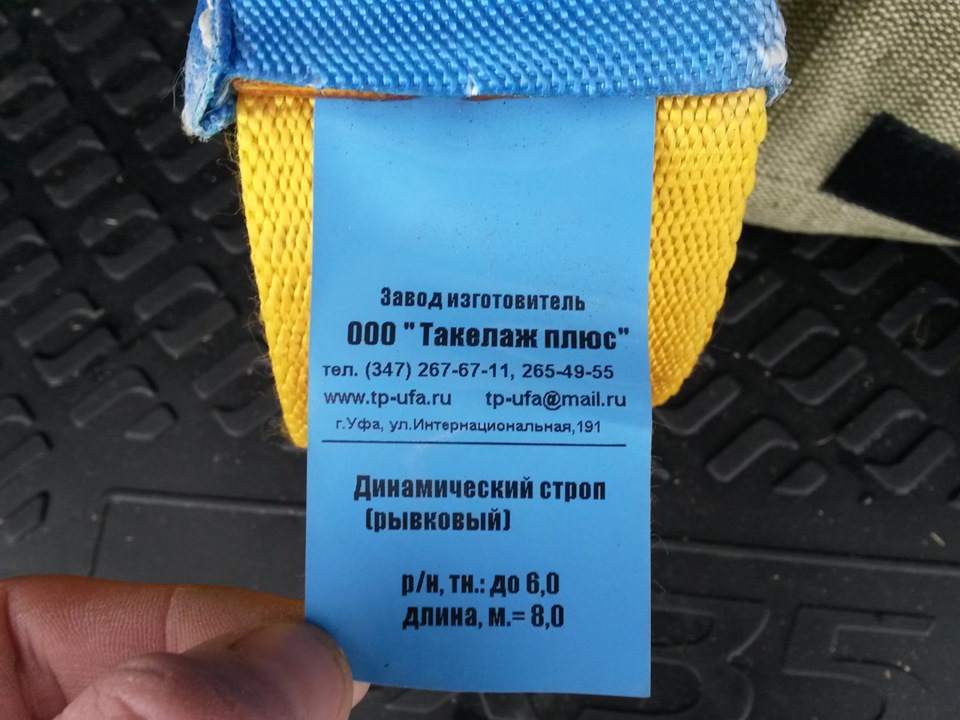 Завод изготовитель
ООО "Такелаж плюс"
тел. (347) 267-67-11, 265-49-55
www.tp-ufa.ru tp-ufa@mail.ru
г.Уфа, ул.Интернациональная,191
Динамический строп
(рывковый)
р/н, тн.: до 6,0
длина, м.= 8,0